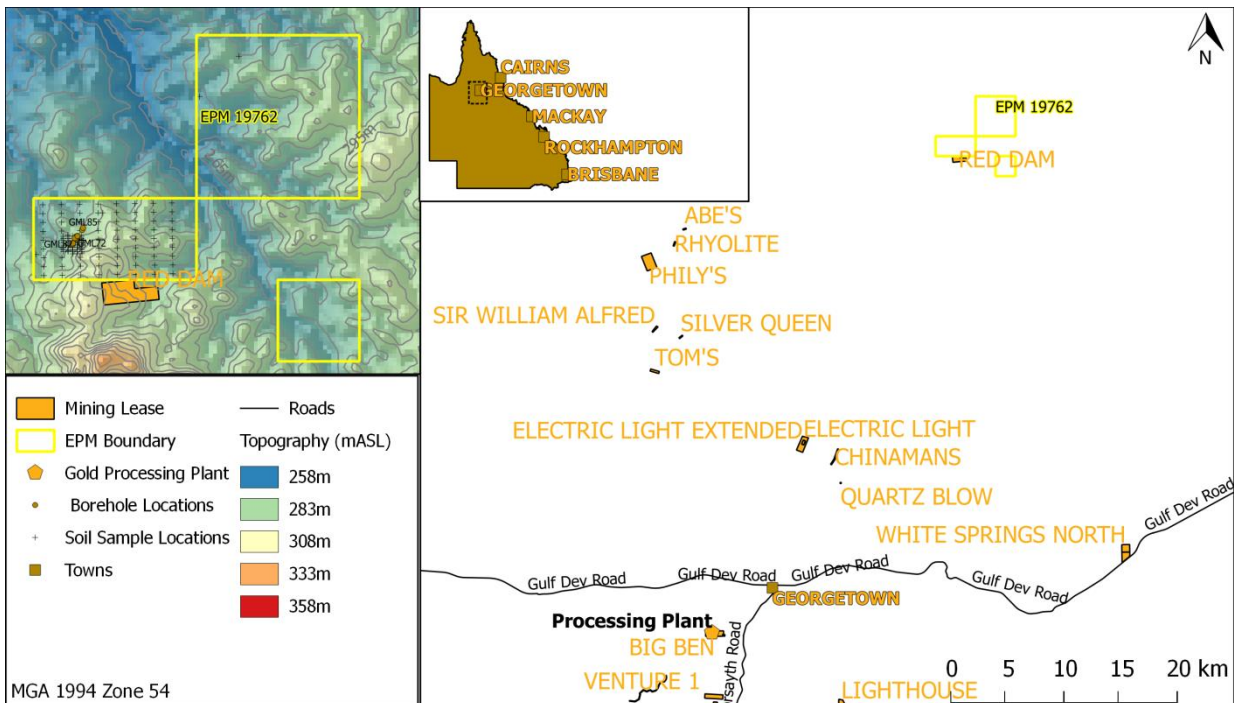 EPM 19762
265m
295m
GML85
GML72
RED DAM
Mining Lease
EPM Boundary
Gold Processing Plant
Borehole Locations
Soil Sample Locations
Towns
Roads
Topography (mASL)
258m
283m
308m
333m
358m
MGA 1994 Zone 54
CAIRNS
GEORGETOWN
MACKAY
ROCKHAMPTON
BRISBANE
N
EPM 19762
RED DAM
ABE'S
RHYOLITE
PHILY'S
SIR WILLIAM ALFRED
SILVER QUEEN
TOM'S
ELECTRIC LIGHT EXTENDED
ELECTRIC LIGHT
CHINAMANS
QUARTZ BLOW
WHITE SPRINGS NORTH
Gulf Dev Road
Gulf Dev Road
Gulf Dev Road
Gulf Dev Road
Gulf Dev Road
GEORGETOWN
Processing Plant
BIG BEN
VENTURE 1
rsayth Road
LIGHTHOUSE
0 5 10 15 20 km